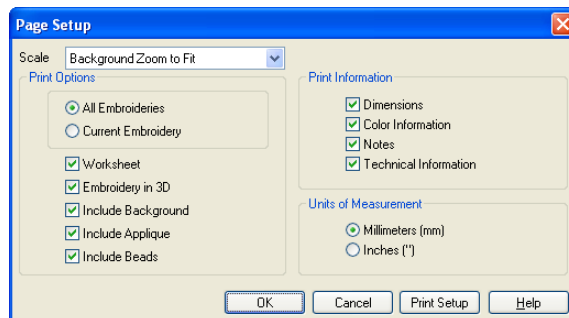 Page Setup
Scale Background Zoom to Fit
Print Options
All Embroideries
Current Embroidery
Worksheet
Embroidery in 3D
Include Background
Include Applique
Include Beads
Print Information
Dimensions
Color Information
Notes
Technical Information
Units of Measurement
Millimeters (mm)
Inches ('')
OK Cancel Print Setup Help